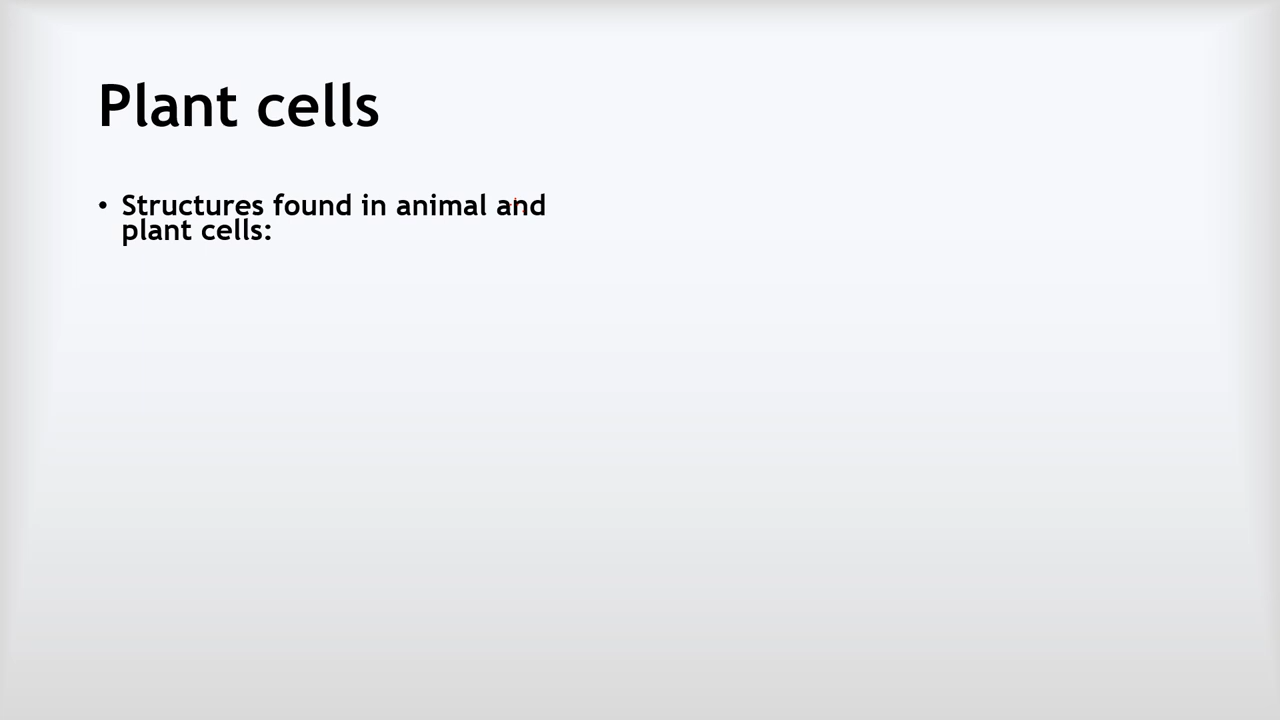 Plant cells
• Structures found in animal and
plant cells: